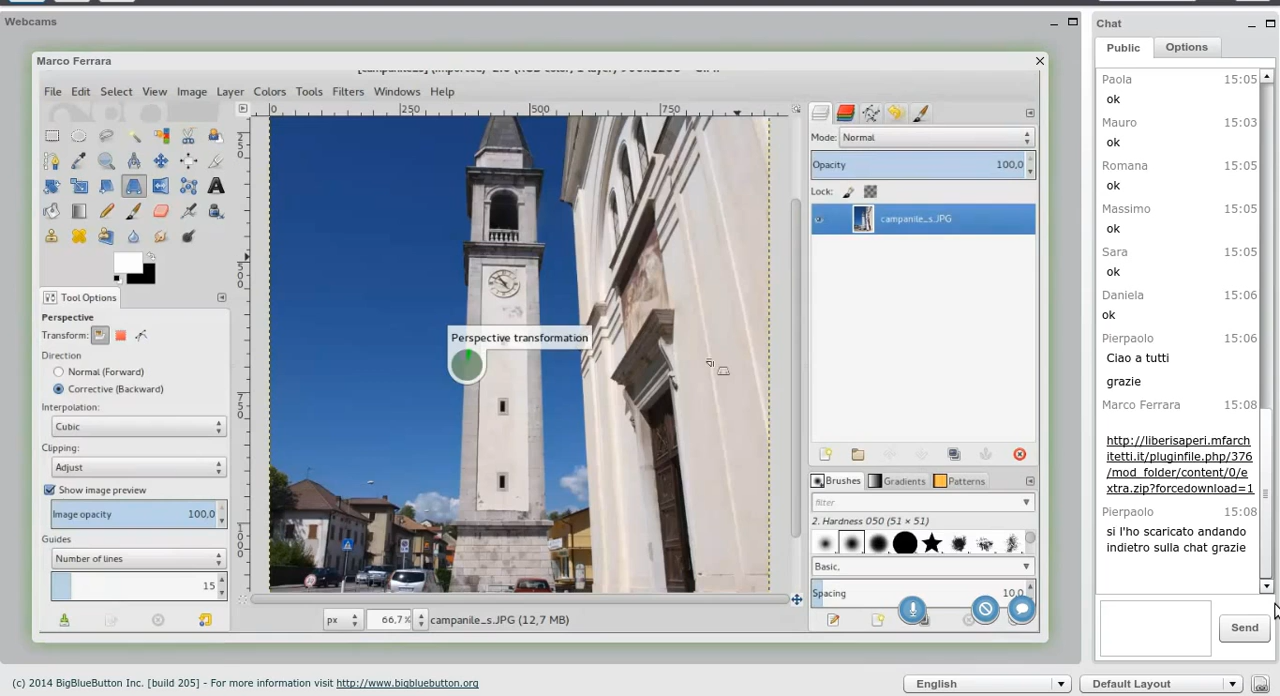 Webcams
Marco Ferrara
File Edit Select View Image Layer Colors Tools Filters Windows Help
0 250 500 750
Tool Options
Perspective
Transform:
Direction
Normal (Forward)
Corrective (Backward)
Interpolation:
Cubic
Clipping:
Adjust
Show image preview
Image opacity 100,0
Guides
Number of lines
15
Perspective transformation
px 66,7% campanile_s.JPG (12,7 MB)
Mode: Normal
Opacity 100,0
Lock:
campanile_s.JPG
Brushes Gradients Patterns
filter
2. Hardness 050 (51 × 51)
Basic,
Spacing 10,0
Chat
Public Options
Paola 15:05
ok
Mauro 15:03
ok
Romana 15:05
ok
Massimo 15:05
ok
Sara 15:05
ok
Daniela 15:06
ok
Pierpaolo 15:06
Ciao a tutti
grazie
Marco Ferrara 15:08
http://liberisaperi.mfarch
itetti.it/pluginfile.php/376
/mod_folder/content/0/e
xtra.zip?forcedownload=1
Pierpaolo 15:08
si l'ho scaricato andando
indietro sulla chat grazie
Send
(c) 2014 BigBlueButton Inc. [build 205] - For more information visit http://www.bigbluebutton.org
English
Default Layout